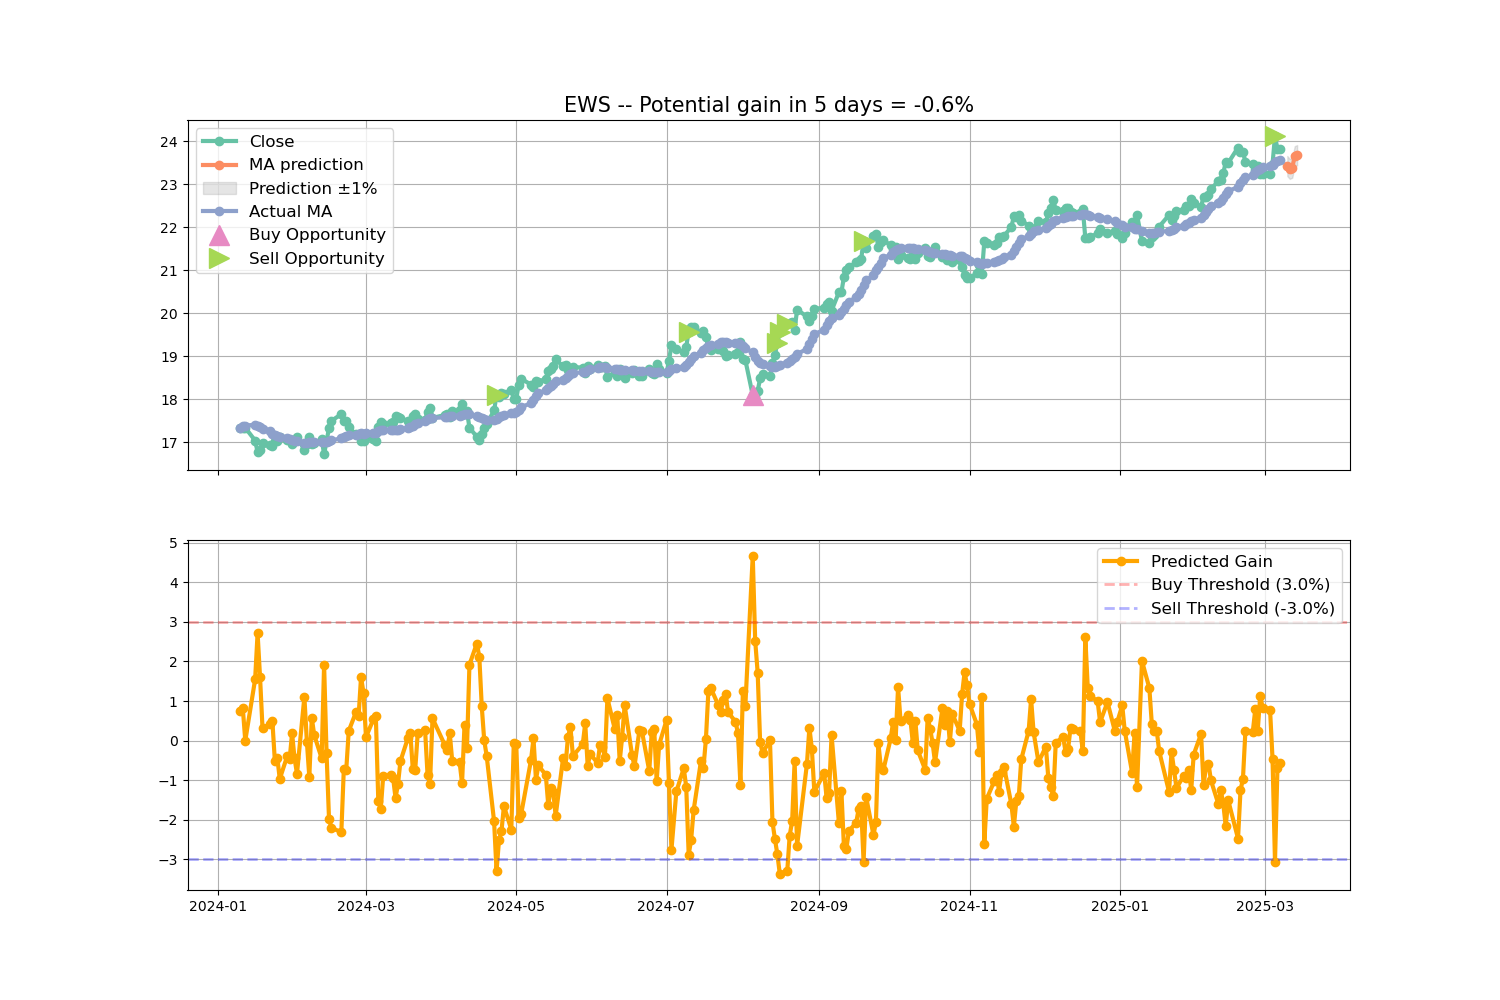 EWS -- Potential gain in 5 days = -0.6%
24
23
22
21
20
19
18
17
Close
MA prediction
Prediction ±1%
Actual MA
Buy Opportunity
Sell Opportunity
5
4
3
2
1
0
−1
−2
−3
Predicted Gain
Buy Threshold (3.0%)
Sell Threshold (-3.0%)
2024-01 2024-03 2024-05 2024-07 2024-09 2024-11 2025-01 2025-03